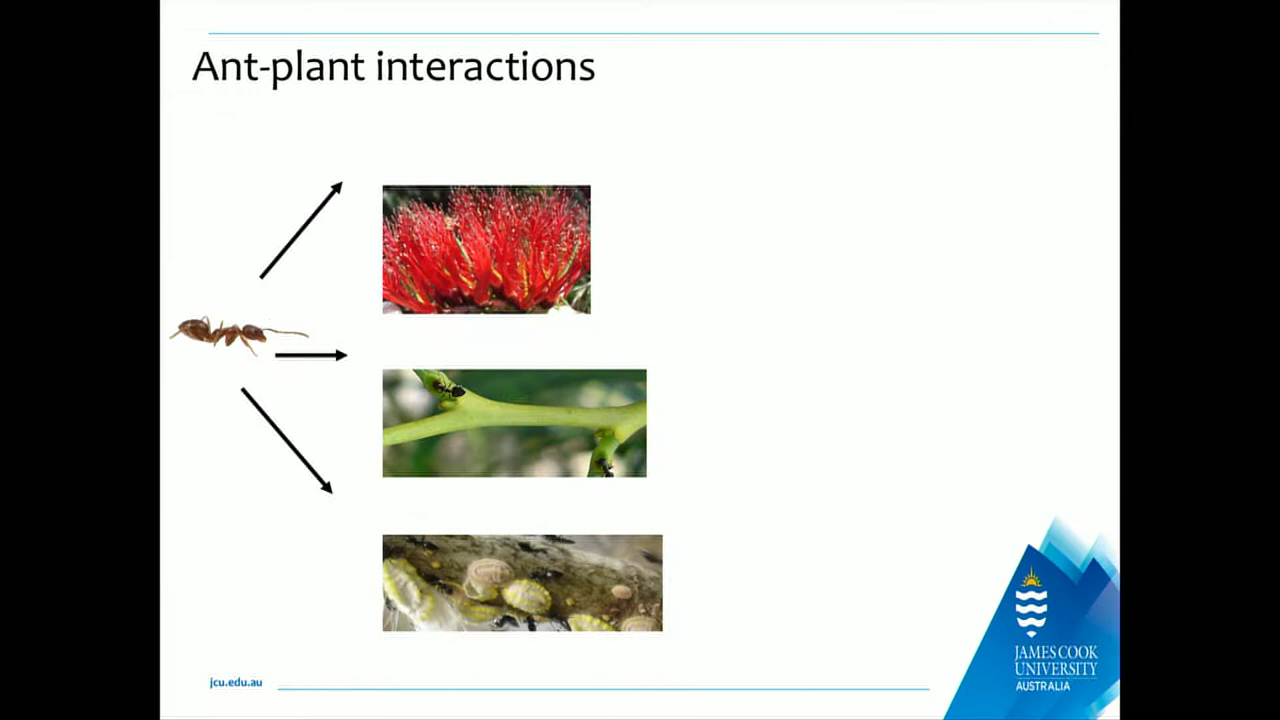 Ant-plant interactions
jcu.edu.au
JAMES COOK
UNIVERSITY
AUSTRALIA